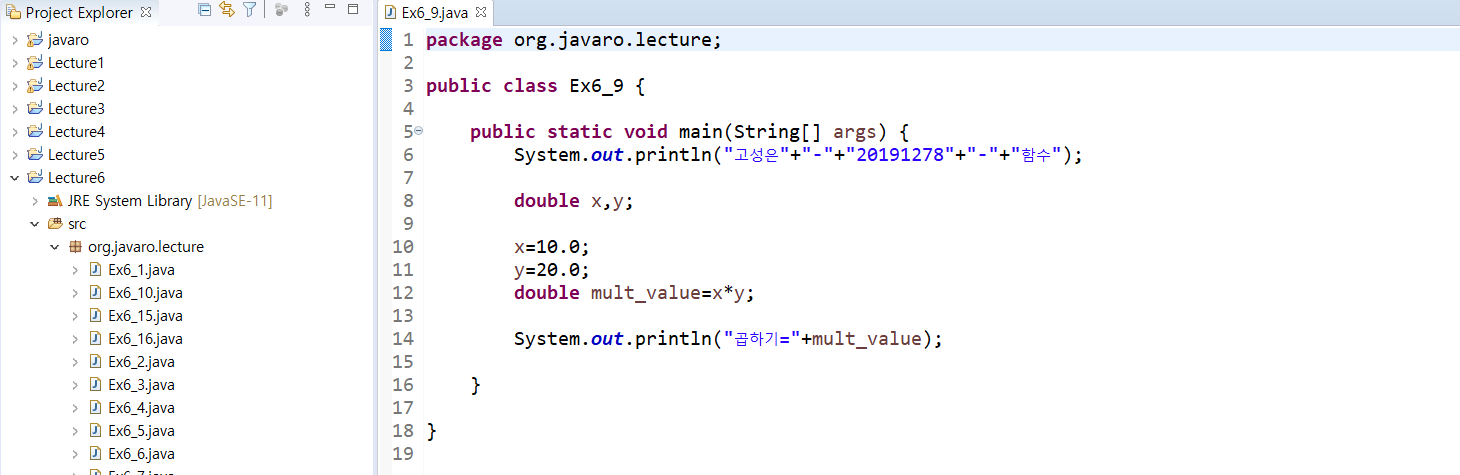 Project Explorer
javaro
Lecture1
Lecture2
Lecture3
Lecture4
Lecture5
Lecture6
JRE System Library [JavaSE-11]
src
org.javaro.lecture
Ex6_1.java
Ex6_10.java
Ex6_15.java
Ex6_16.java
Ex6_2.java
Ex6_3.java
Ex6_4.java
Ex6_5.java
Ex6_6.java
Ex6_9.java
1 package org.javaro.lecture;
2
3 public class Ex6_9 {
4
5 public static void main(String[] args) {
6 System.out.println("고성은"+"-"+"20191278"+"-"+"함수");
7
8 double x,y;
9
10 x=10.0;
11 y=20.0;
12 double mult_value=x*y;
13
14 System.out.println("곱하기="+mult_value);
15
16 }
17
18 }
19